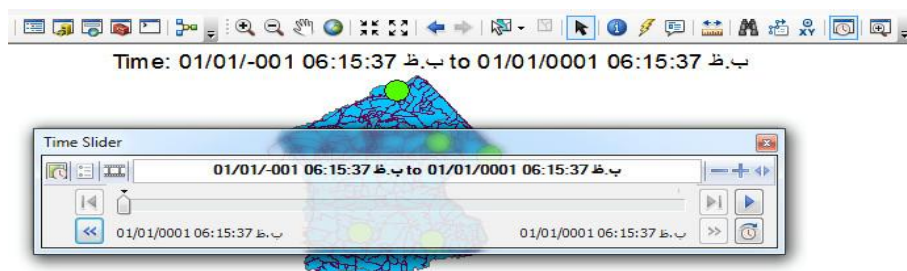 Time: 01/01/-001 06:15:37 ب.ظ to 01/01/0001 06:15:37 ب.ظ
Time Slider
01/01/-001 06:15:37 ب.ظ to 01/01/0001 06:15:37 ب.ظ
01/01/0001 06:15:37 ب.ظ
01/01/0001 06:15:37 ب.ظ